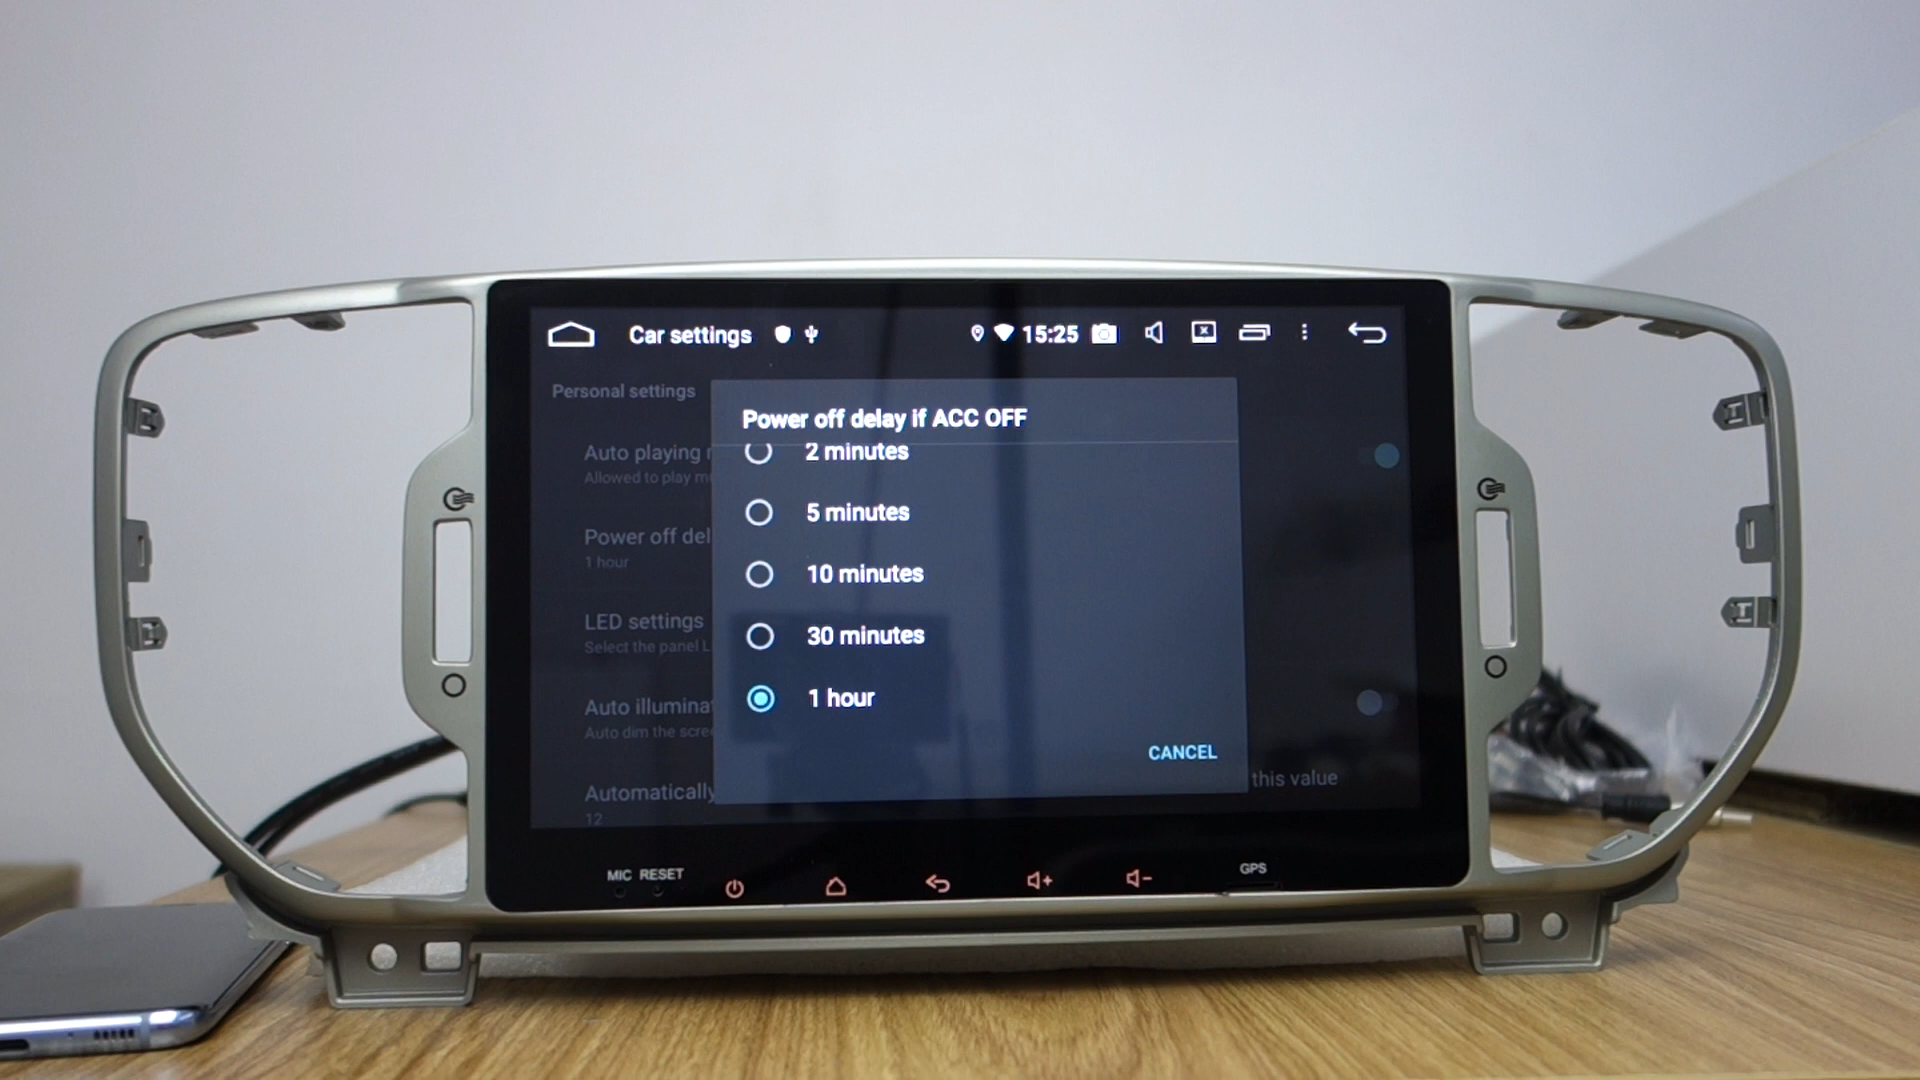 Car settings
15:25
Personal settings
Power off delay if ACC OFF
Auto playing
Allowed to play
2 minutes
5 minutes
Power off del
1 hour
10 minutes
LED settings
Select the panel L
30 minutes
Auto illumina
Auto dim the scre
1 hour
CANCEL
Automatically
this value
12
MIC RESET
GPS